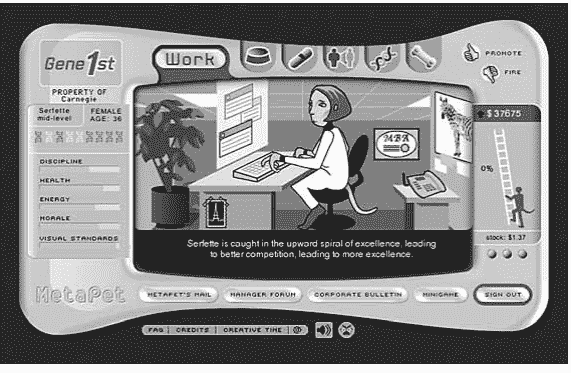 Gene1st
Work
PROMOTE
FIRE
PROPERTY OF
Carnegie
Serfette
mid-level
FEMALE
AGE: 36
DISCIPLINE
HEALTH
ENERGY
MORALE
VISUAL STANDARDS
MBA
$37675
0%
stock: $1.37
Serfette is caught in the upward spiral of excellence, leading
to better competition, leading to more excellence.
MetaPet
METAPET'S MAIL
MANAGER FORUM
CORPORATE BULLETIN
MINIGAME
SIGN OUT
FAQ | CREDITS | CREATIVE TIME |